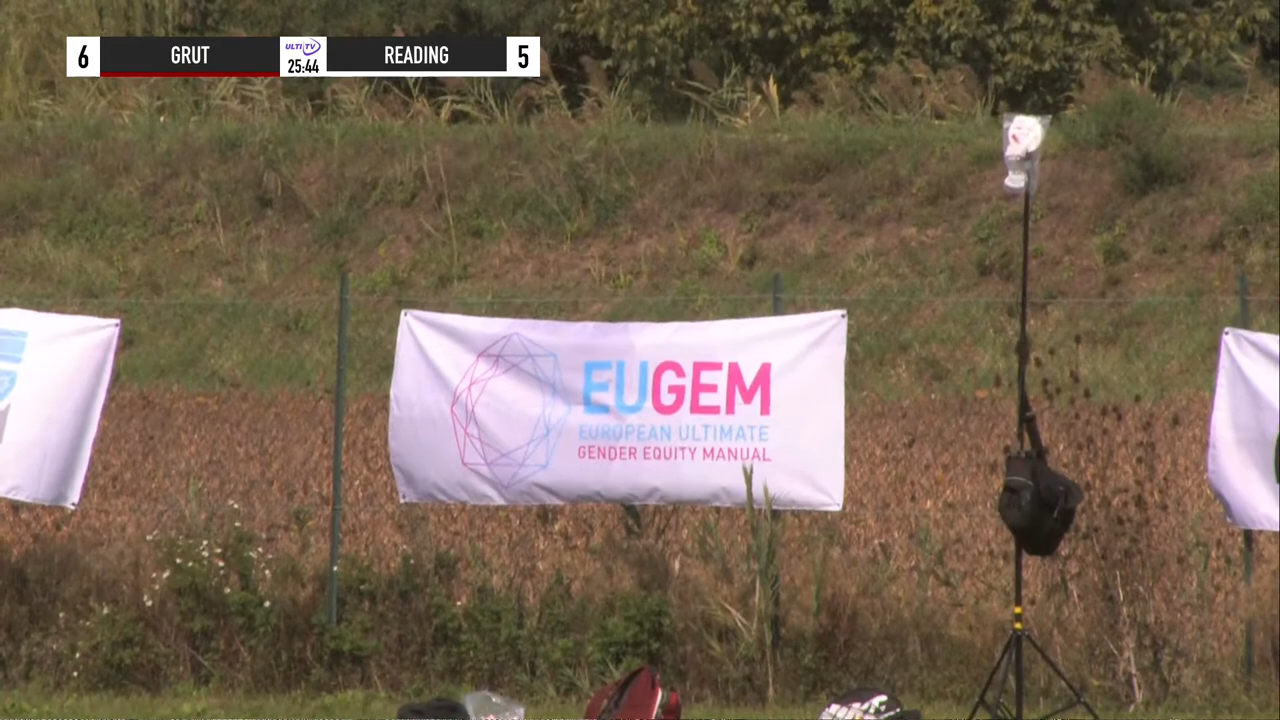 6 GRUT ULTI TV 25:44 READING 5
EUGEM
EUROPEAN ULTIMATE
GENDER EQUITY MANUAL